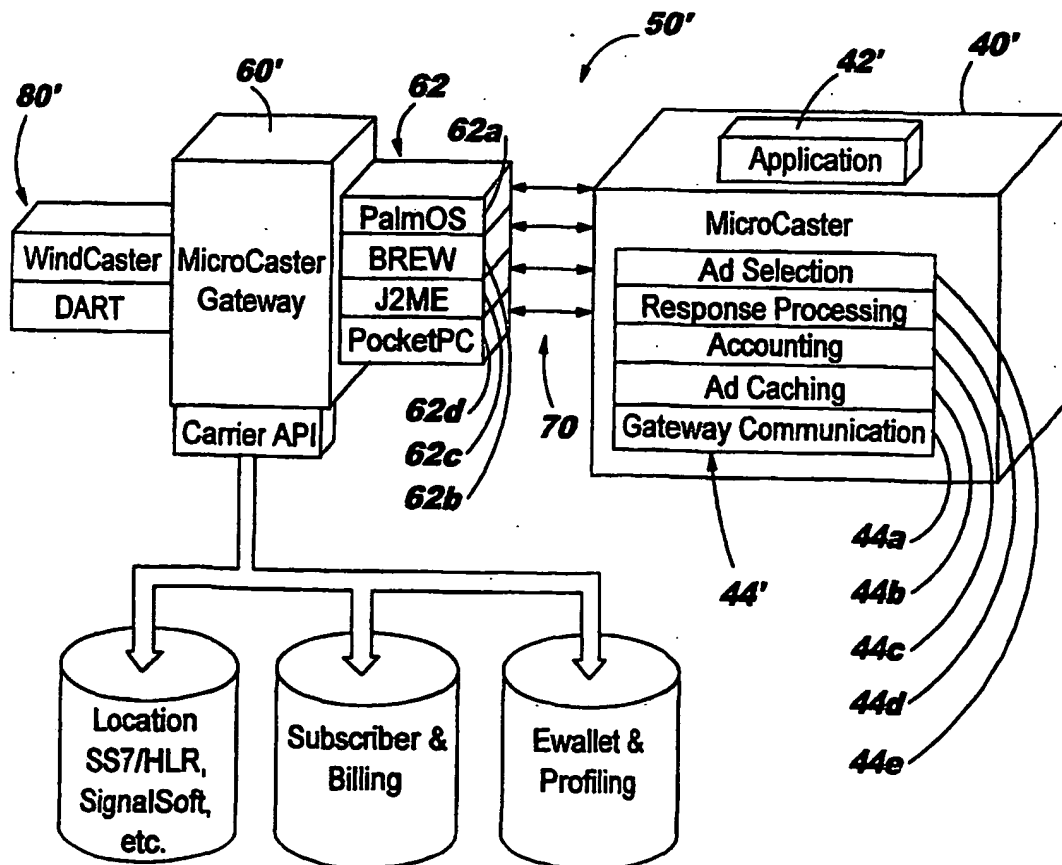 50'
40'
60'
42'
80'
62
62a
Application
PalmOS
MicroCaster
WindCaster
MicroCaster
Gateway
BREW
Ad Selection
DART
J2ME
Response Processing
PocketPC
Accounting
Ad Caching
Carrier API
62d
70
Gateway Communication
62c
62b
44a
44'
44b
44c
44d
44e
Location
SS7/HLR,
SignalSoft,
etc.
Subscriber &
Billing
Ewallet &
Profiling